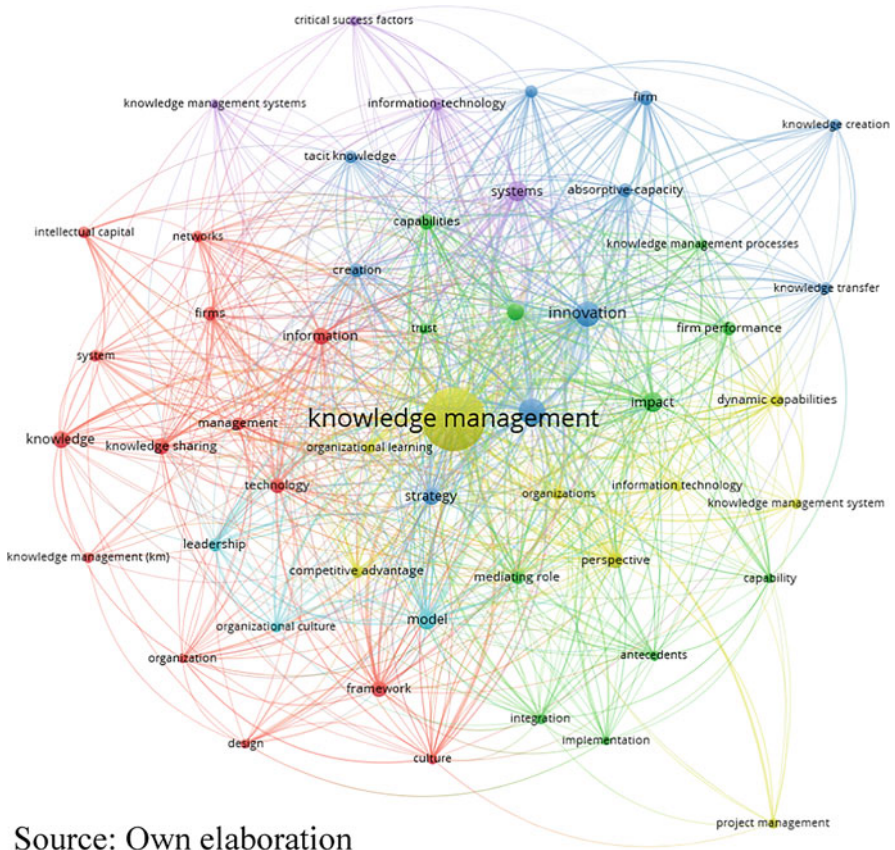 critical success factors
knowledge management systems
information-technology
firm
knowledge creation
tacit knowledge
systems
absorptive-capacity
intellectual capital
networks
capabilities
knowledge management processes
creation
knowledge transfer
firms
information
trust
innovation
firm performance
system
knowledge management
impact
dynamic capabilities
knowledge
knowledge sharing
management
organizational learning
technology
strategy
organizations
information technology
knowledge management system
leadership
knowledge management (km)
competitive advantage
mediating role
perspective
capability
organizational culture
model
organization
antecedents
framework
integration
implementation
design
culture
project management
Source: Own elaboration